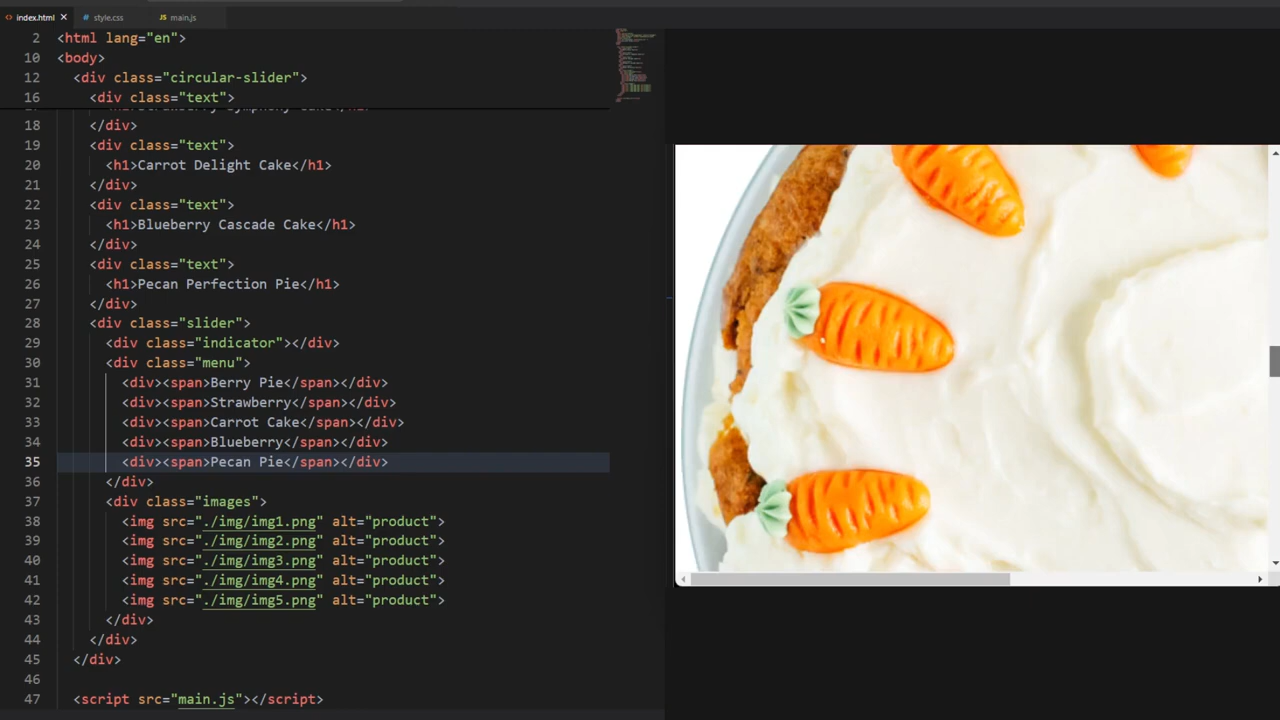 index.html
style.css
JS main.js
2 <html lang="en">
10 <body>
12 <div class="circular-slider">
16 <div class="text">
18 </div>
19 <div class="text">
20 <h1>Carrot Delight Cake</h1>
21 </div>
22 <div class="text">
23 <h1>Blueberry Cascade Cake</h1>
24 </div>
25 <div class="text">
26 <h1>Pecan Perfection Pie</h1>
27 </div>
28 <div class="slider">
29 <div class="indicator"></div>
30 <div class="menu">
31 <div><span>Berry Pie</span></div>
32 <div><span>Strawberry</span></div>
33 <div><span>Carrot Cake</span></div>
34 <div><span>Blueberry</span></div>
35 <div><span>Pecan Pie</span></div>
36 </div>
37 <div class="images">
38 <img src="./img/img1.png" alt="product">
39 <img src="./img/img2.png" alt="product">
40 <img src="./img/img3.png" alt="product">
41 <img src="./img/img4.png" alt="product">
42 <img src="./img/img5.png" alt="product">
43 </div>
44 </div>
45 </div>
46
47 <script src="main.js"></script>